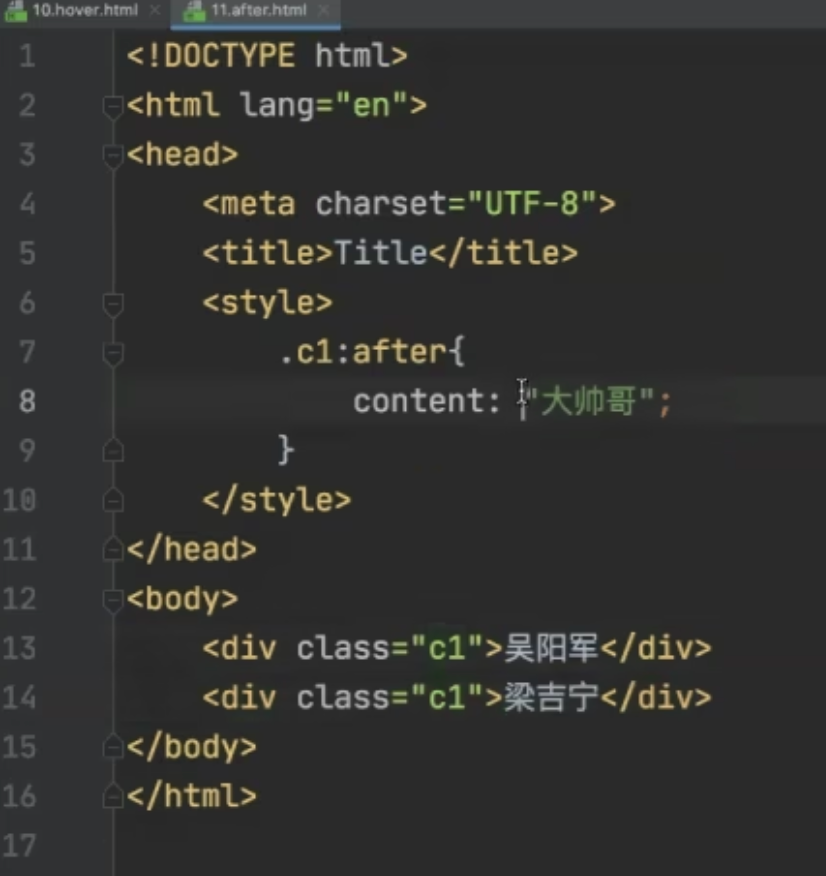 10.hover.html 11.after.html
1 <!DOCTYPE html>
2 <html lang="en">
3 <head>
4 <meta charset="UTF-8">
5 <title>Title</title>
6 <style>
7 .c1:after{
8 content: "大帅哥";
9 }
10 </style>
11 </head>
12 <body>
13 <div class="c1">吴阳军</div>
14 <div class="c1">梁吉宁</div>
15 </body>
16 </html>
17